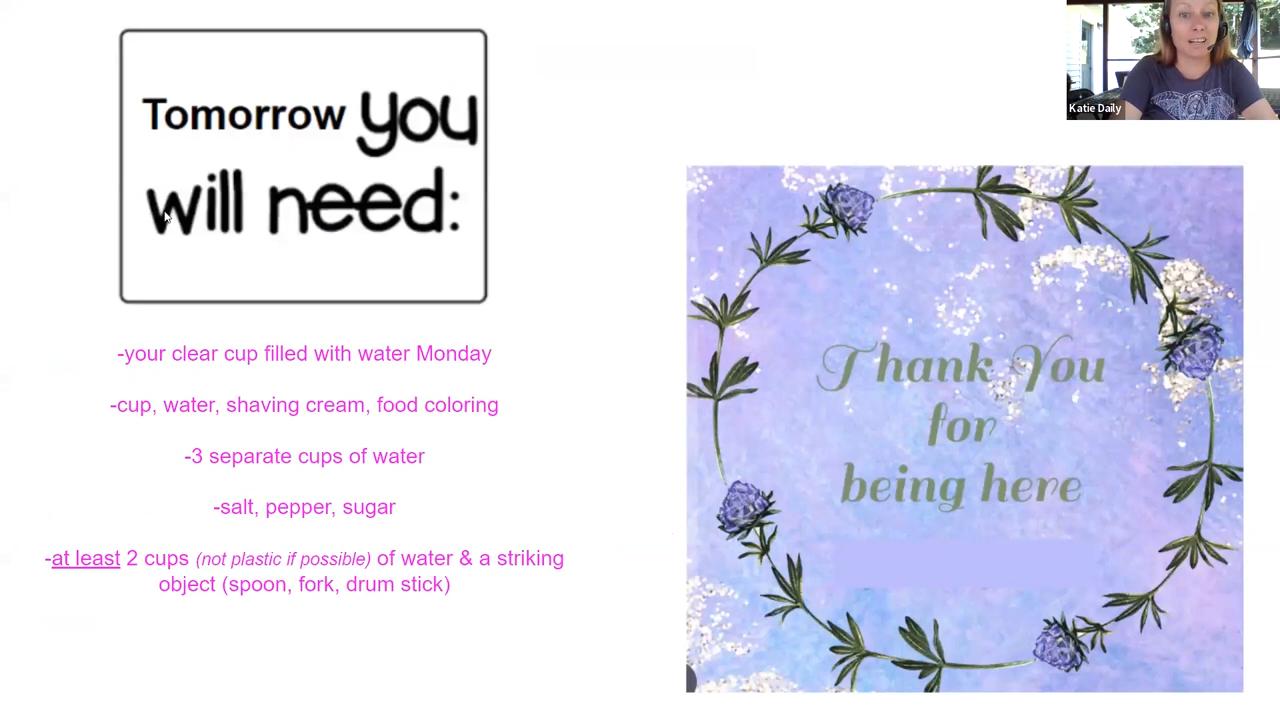 Tomorrow you
will need:
-your clear cup filled with water Monday
-cup, water, shaving cream, food coloring
-3 separate cups of water
-salt, pepper, sugar
-at least 2 cups (not plastic if possible) of water & a striking
object (spoon, fork, drum stick)
Katie Daily
Thank You
for
being here